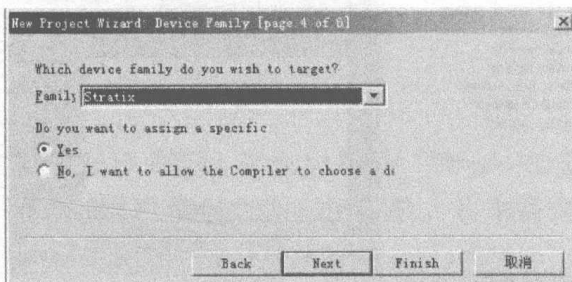 New Project Wizard: Device Family [page 4 of 6]
Which device family do you wish to target?
Family Stratix
Do you want to assign a specific
Yes
No, I want to allow the Compiler to choose a de
Back Next Finish 取消